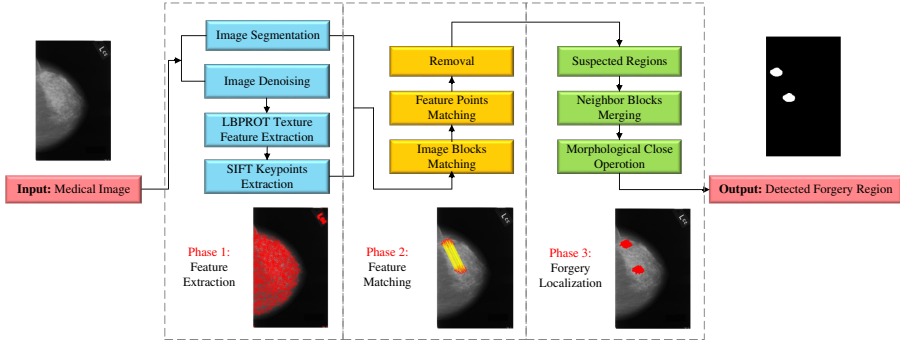 Image Segmentation
Image Denoising
LBPROT Texture
Feature Extraction
SIFT Keypoints
Extraction
Removal
Feature Points
Matching
Image Blocks
Matching
Suspected Regions
Neighbor Blocks
Merging
Morphological Close
Operation
Input: Medical Image
Output: Detected Forgery Region
Phase 1:
Feature
Extraction
Phase 2:
Feature
Matching
Phase 3:
Forgery
Localization